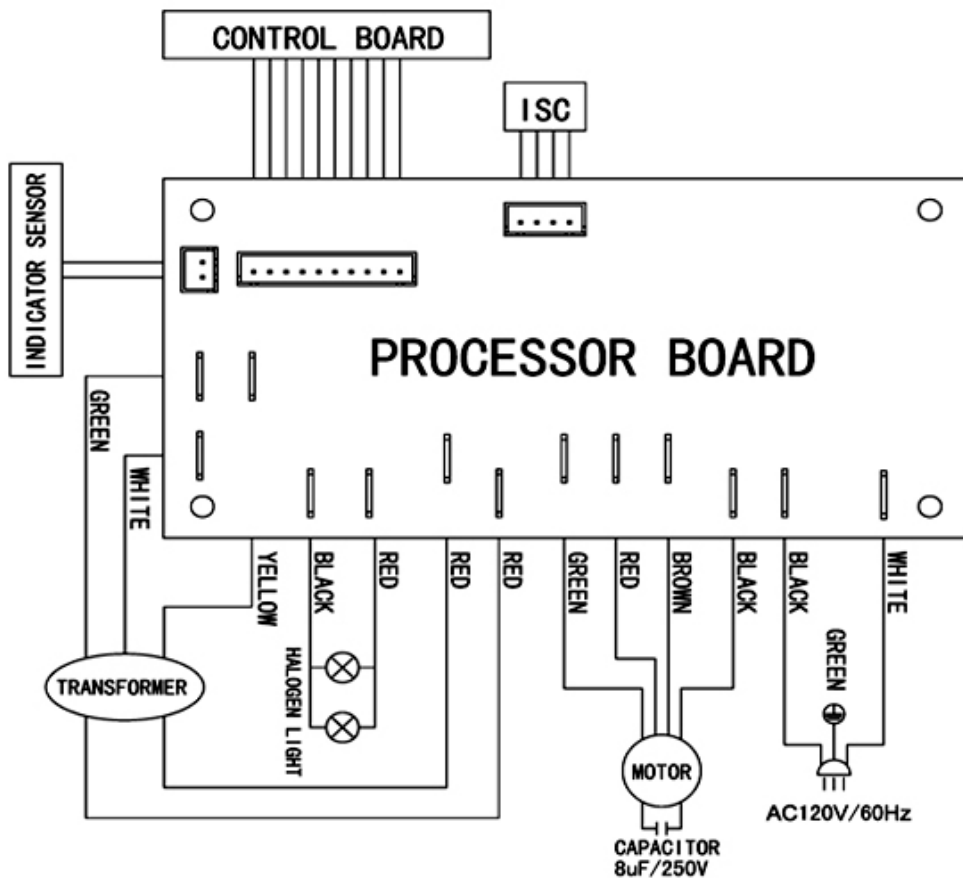 CONTROL BOARD
ISC
INDICATOR SENSOR
PROCESSOR BOARD
GREEN
WHITE
YELLOW
BLACK
RED
RED
RED
GREEN
RED
BROWN
BLACK
BLACK
WHITE
GREEN
HALOGEN LIGHT
TRANSFORMER
MOTOR
AC120V/60Hz
CAPACITOR
8uF/250V